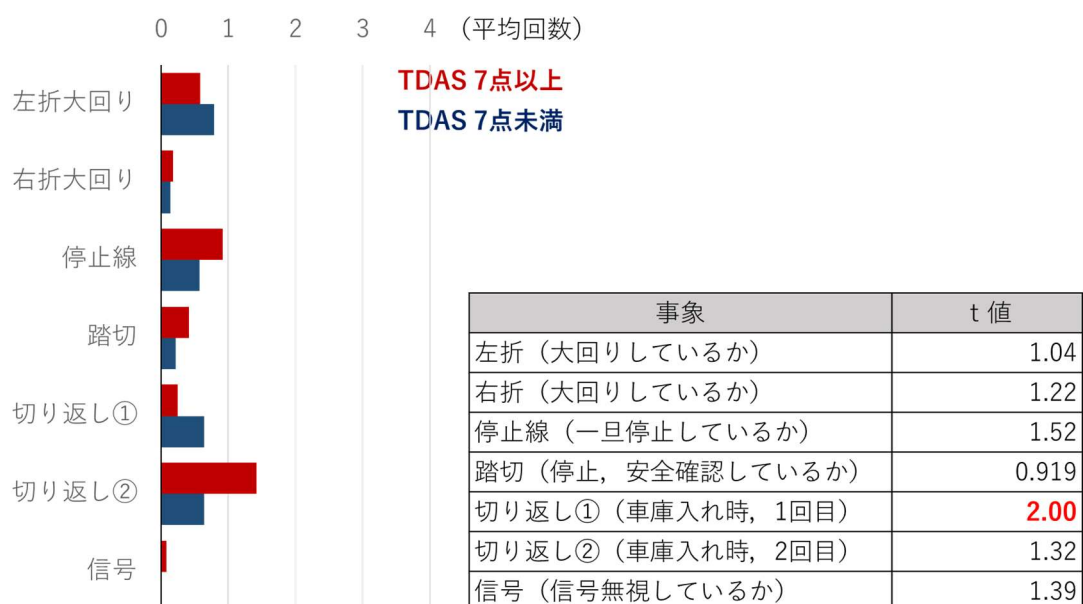 0 1 2 3 4 (平均回数)
TDAS 7点以上
TDAS 7点未満
左折大回り
右折大回り
停止線
踏切
切り返し①
切り返し②
信号
事象 t 値
左折（大回りしているか） 1.04
右折（大回りしているか） 1.22
停止線（一旦停止しているか） 1.52
踏切（停止，安全確認しているか） 0.919
切り返し①（車庫入れ時，1回目） 2.00
切り返し②（車庫入れ時，2回目） 1.32
信号（信号無視しているか） 1.39